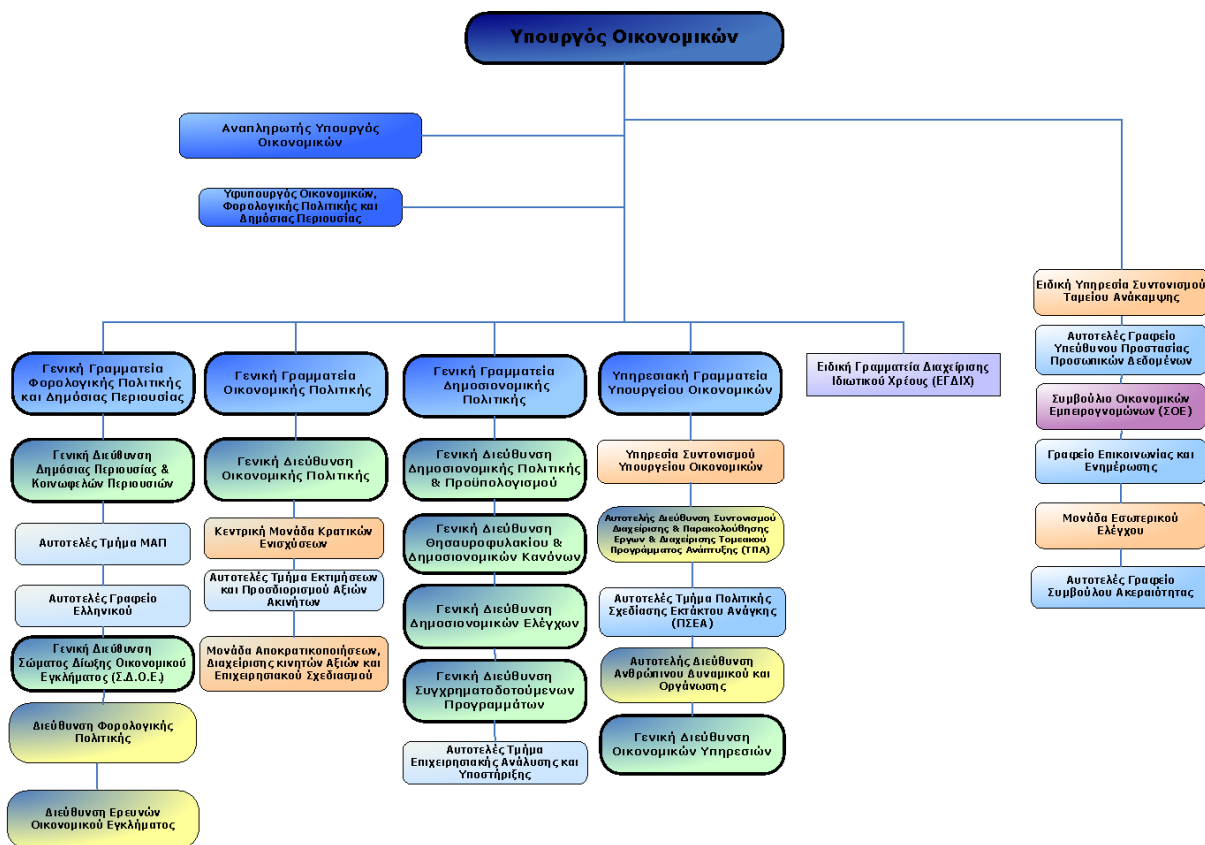 Υπουργός Οικονομικών
Αναπληρωτής Υπουργός
Οικονομικών
Υφυπουργός Οικονομικών,
Φορολογικής Πολιτικής και
Δημόσιας Περιουσίας
Γενική Γραμματεία
Φορολογικής Πολιτικής
και Δημόσιας Περιουσίας
Γενική Διεύθυνση
Δημόσιας Περιουσίας &
Κοινωφελών Περιουσιών
Αυτοτελές Τμήμα ΜΑΠ
Αυτοτελές Γραφείο
Ελληνικού
Γενική Διεύθυνση
Σώματος Δίωξης Οικονομικού
Εγκλήματος (Σ.Δ.Ο.Ε.)
Διεύθυνση Φορολογικής
Πολιτικής
Διεύθυνση Ερευνών
Οικονομικού Εγκλήματος
Γενική Γραμματεία
Οικονομικής Πολιτικής
Γενική Διεύθυνση
Οικονομικής Πολιτικής
Κεντρική Μονάδα Κρατικών
Ενισχύσεων
Αυτοτελές Τμήμα Εκτιμήσεων
και Προσδιορισμού Αξιών
Ακινήτων
Μονάδα Αποκρατικοποιήσεων,
Διαχείρισης κινητών Αξιών και
Επιχειρησιακού Σχεδιασμού
Γενική Γραμματεία
Δημοσιονομικής
Πολιτικής
Γενική Διεύθυνση
Δημοσιονομικής Πολιτικής
& Προϋπολογισμού
Γενική Διεύθυνση
Θησαυροφυλακίου &
Δημοσιονομικών Κανόνων
Γενική Διεύθυνση
Δημοσιονομικών Ελέγχων
Γενική Διεύθυνση
Συγχρηματοδοτούμενων
Προγραμμάτων
Αυτοτελές Τμήμα
Επιχειρησιακής Ανάλυσης και
Υποστήριξης
Υπηρεσιακή Γραμματεία
Υπουργείου Οικονομικών
Υπηρεσία Συντονισμού
Υπουργείου Οικονομικών
Αυτοτελής Διεύθυνση Συντονισμού
Διαχείρισης & Παρακολούθησης
Εργων & Διαχείρισης Τομεακού
Προγράμματος Ανάπτυξης (ΤΠΑ)
Αυτοτελές Τμήμα Πολιτικής
Σχεδίασης Εκτάκτου Ανάγκης
(ΠΣΕΑ)
Αυτοτελής Διεύθυνση
Ανθρώπινου Δυναμικού και
Οργάνωσης
Γενική Διεύθυνση
Οικονομικών Υπηρεσιών
Ειδική Γραμματεία Διαχείρισης
Ιδιωτικού Χρέους (ΕΓΔΙΧ)
Ειδική Υπηρεσία Συντονισμού
Ταμείου Ανάκαμψης
Αυτοτελές Γραφείο
Υπεύθυνου Προστασίας
Προσωπικών Δεδομένων
Συμβούλιο Οικονομικών
Εμπειρογνομώνων (ΣΟΕ)
Γραφείο Επικοινωνίας και
Ενημέρωσης
Μονάδα Εσωτερικού
Ελέγχου
Αυτοτελές Γραφείο
Συμβούλου Ακεραιότητας